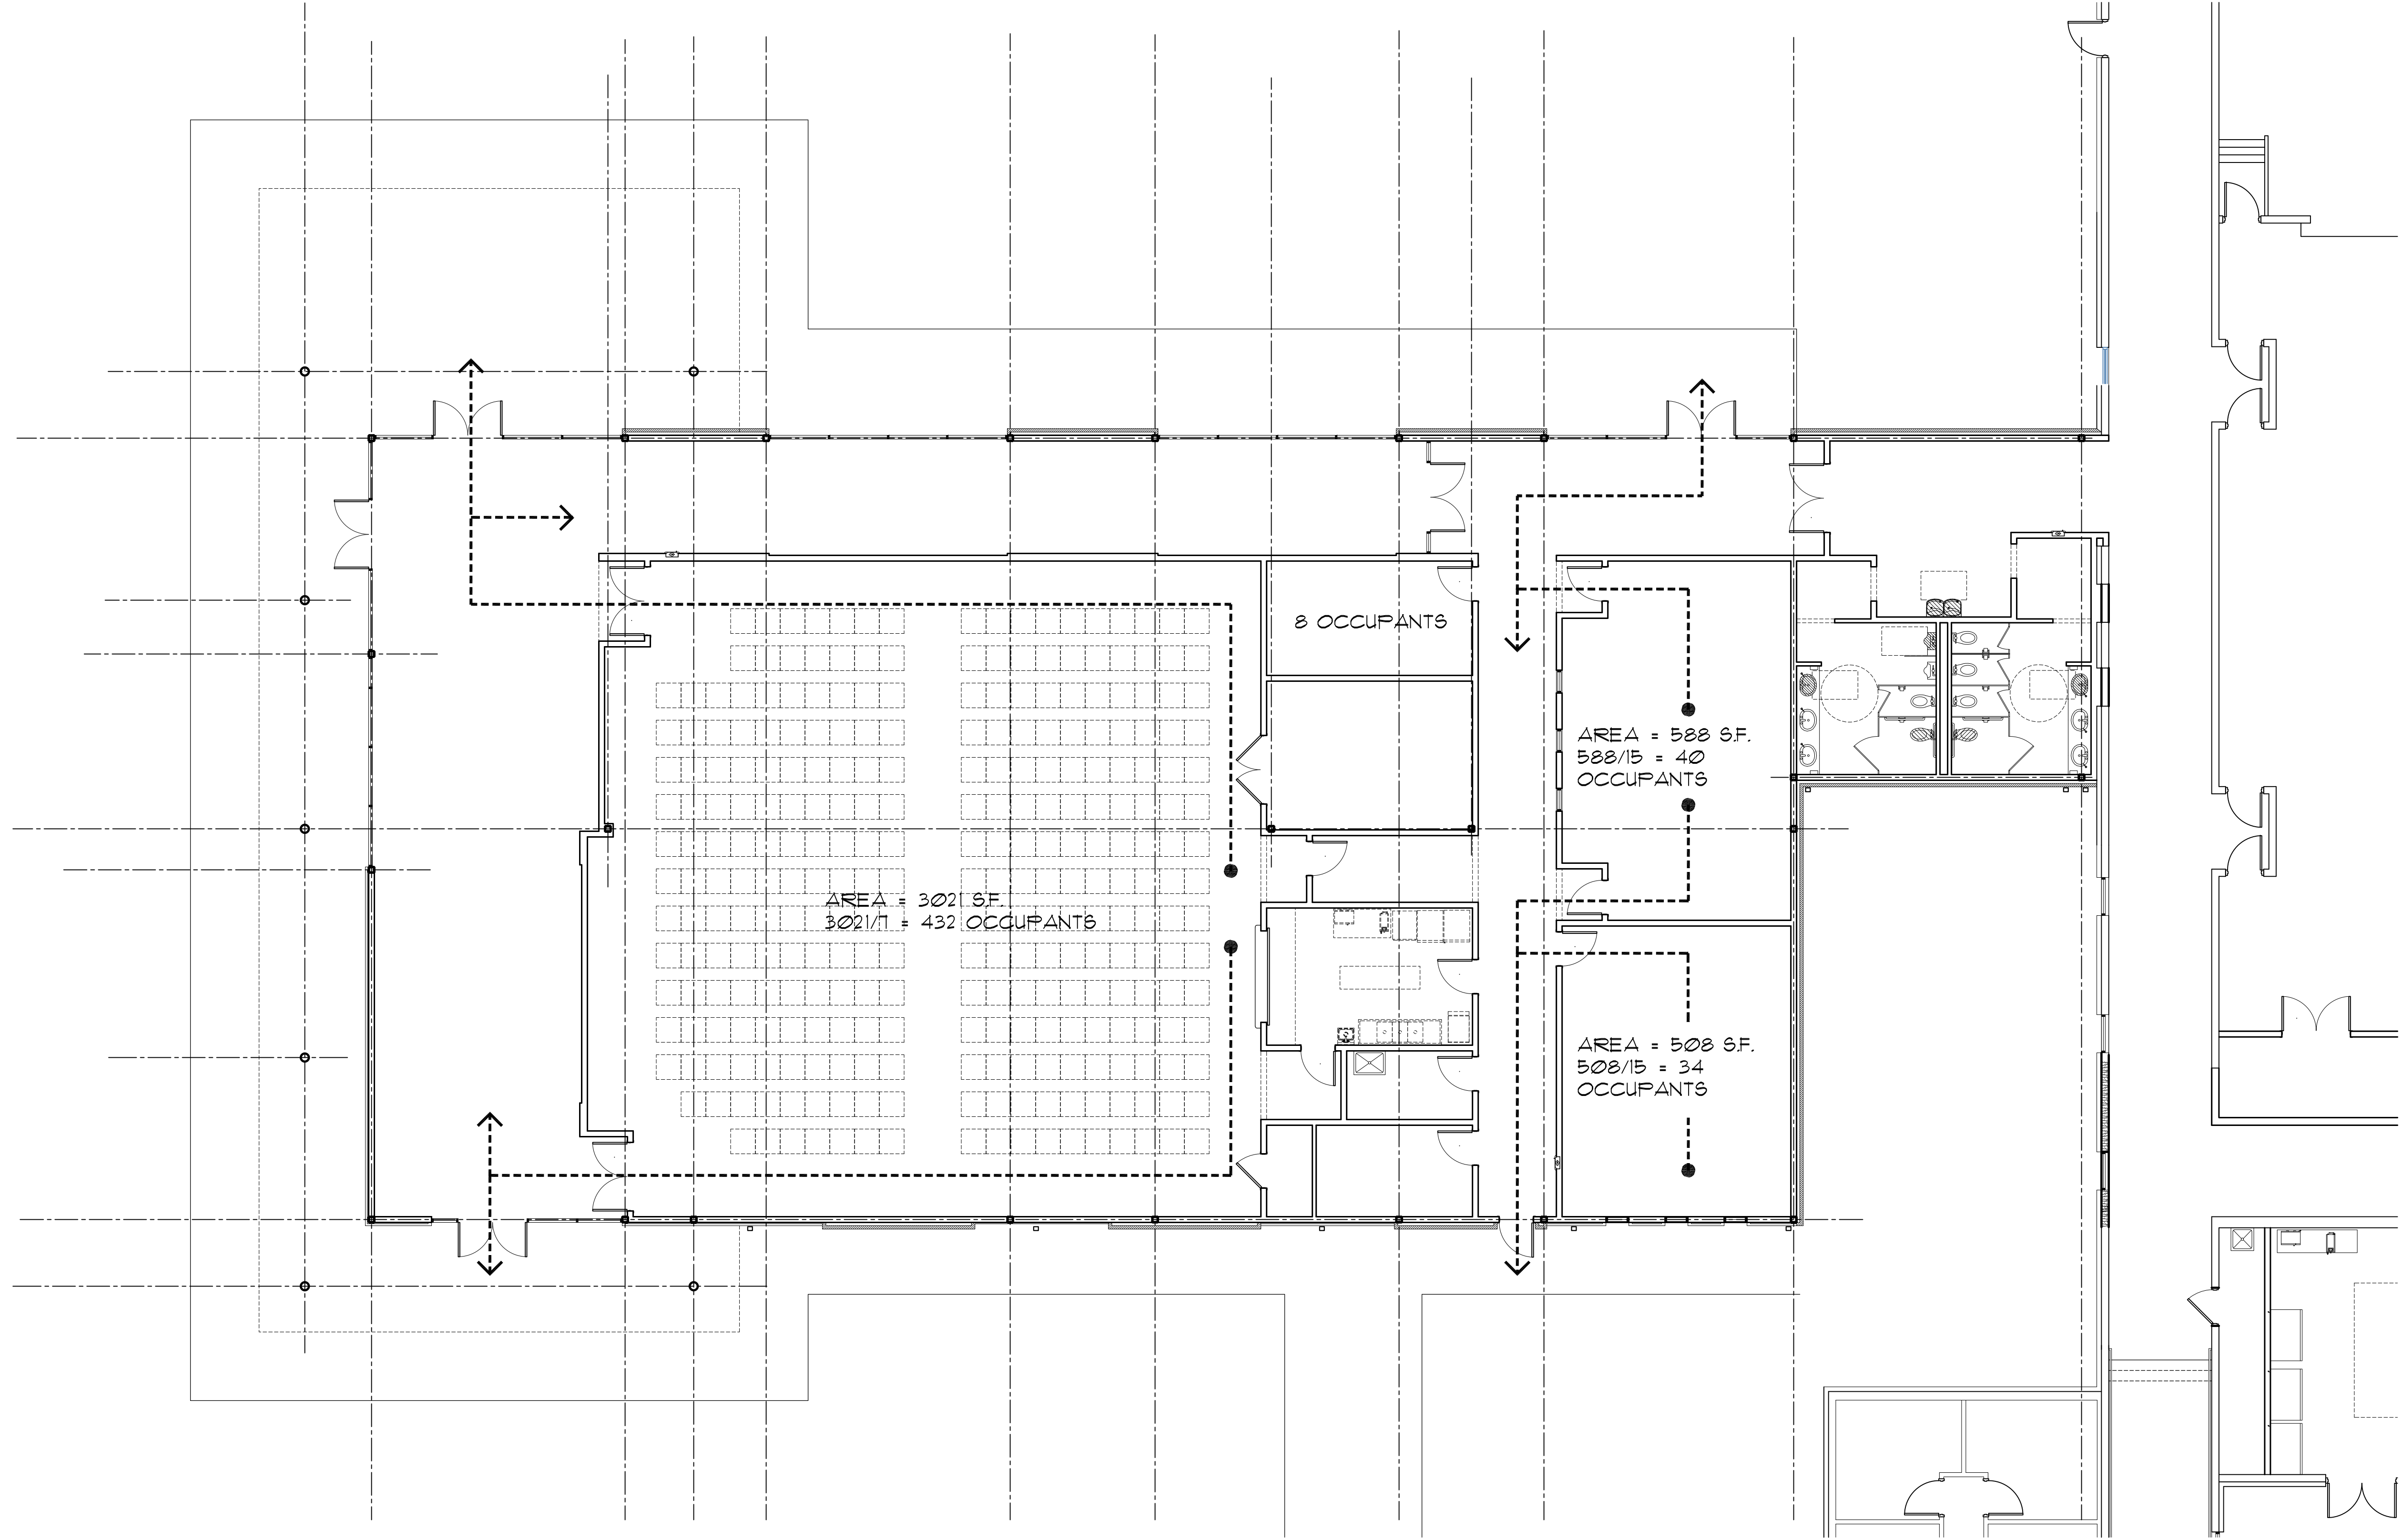 8 OCCUPANTS
AREA = 588 S.F.
588/15 = 40
OCCUPANTS
AREA = 3021 S.F.
3021/7 = 432 OCCUPANTS
AREA = 508 S.F.
508/15 = 34
OCCUPANTS